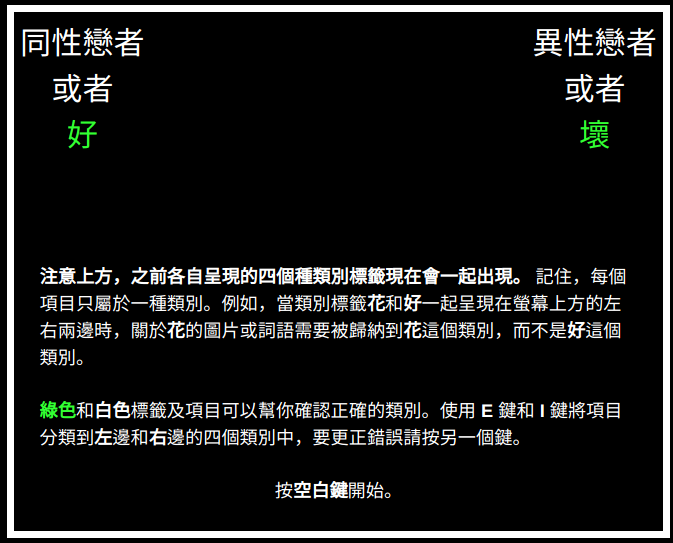 同性戀者
或者
好
異性戀者
或者
壞
注意上方，之前各自呈現的四個種類別標籤現在會一起出現。 記住，每個
項目只屬於一種類別。例如，當類別標籤花和好一起呈現在螢幕上方的左
右兩邊時，關於花的圖片或詞語需要被歸納到花這個類別，而不是好這個
類別。
綠色和白色標籤及項目可以幫你確認正確的類別。使用 E 鍵和 I 鍵將項目
分類到左邊和右邊的四個類別中，要更正錯誤請按另一個鍵。
按空白鍵開始。